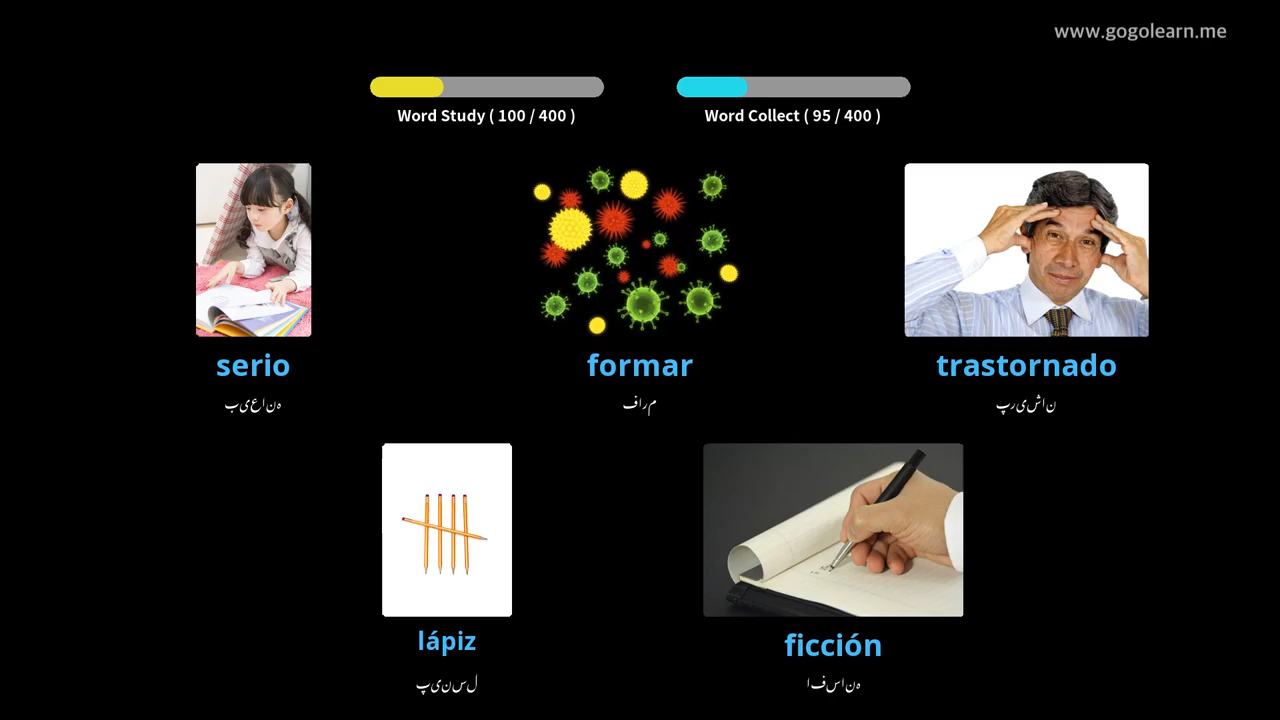 www.gogolearn.me
Word Study ( 100 / 400 )
Word Collect ( 95 / 400 )
serio
بیعانہ
formar
فارم
trastornado
پریشان
lápiz
پینسل
ficción
افسانہ